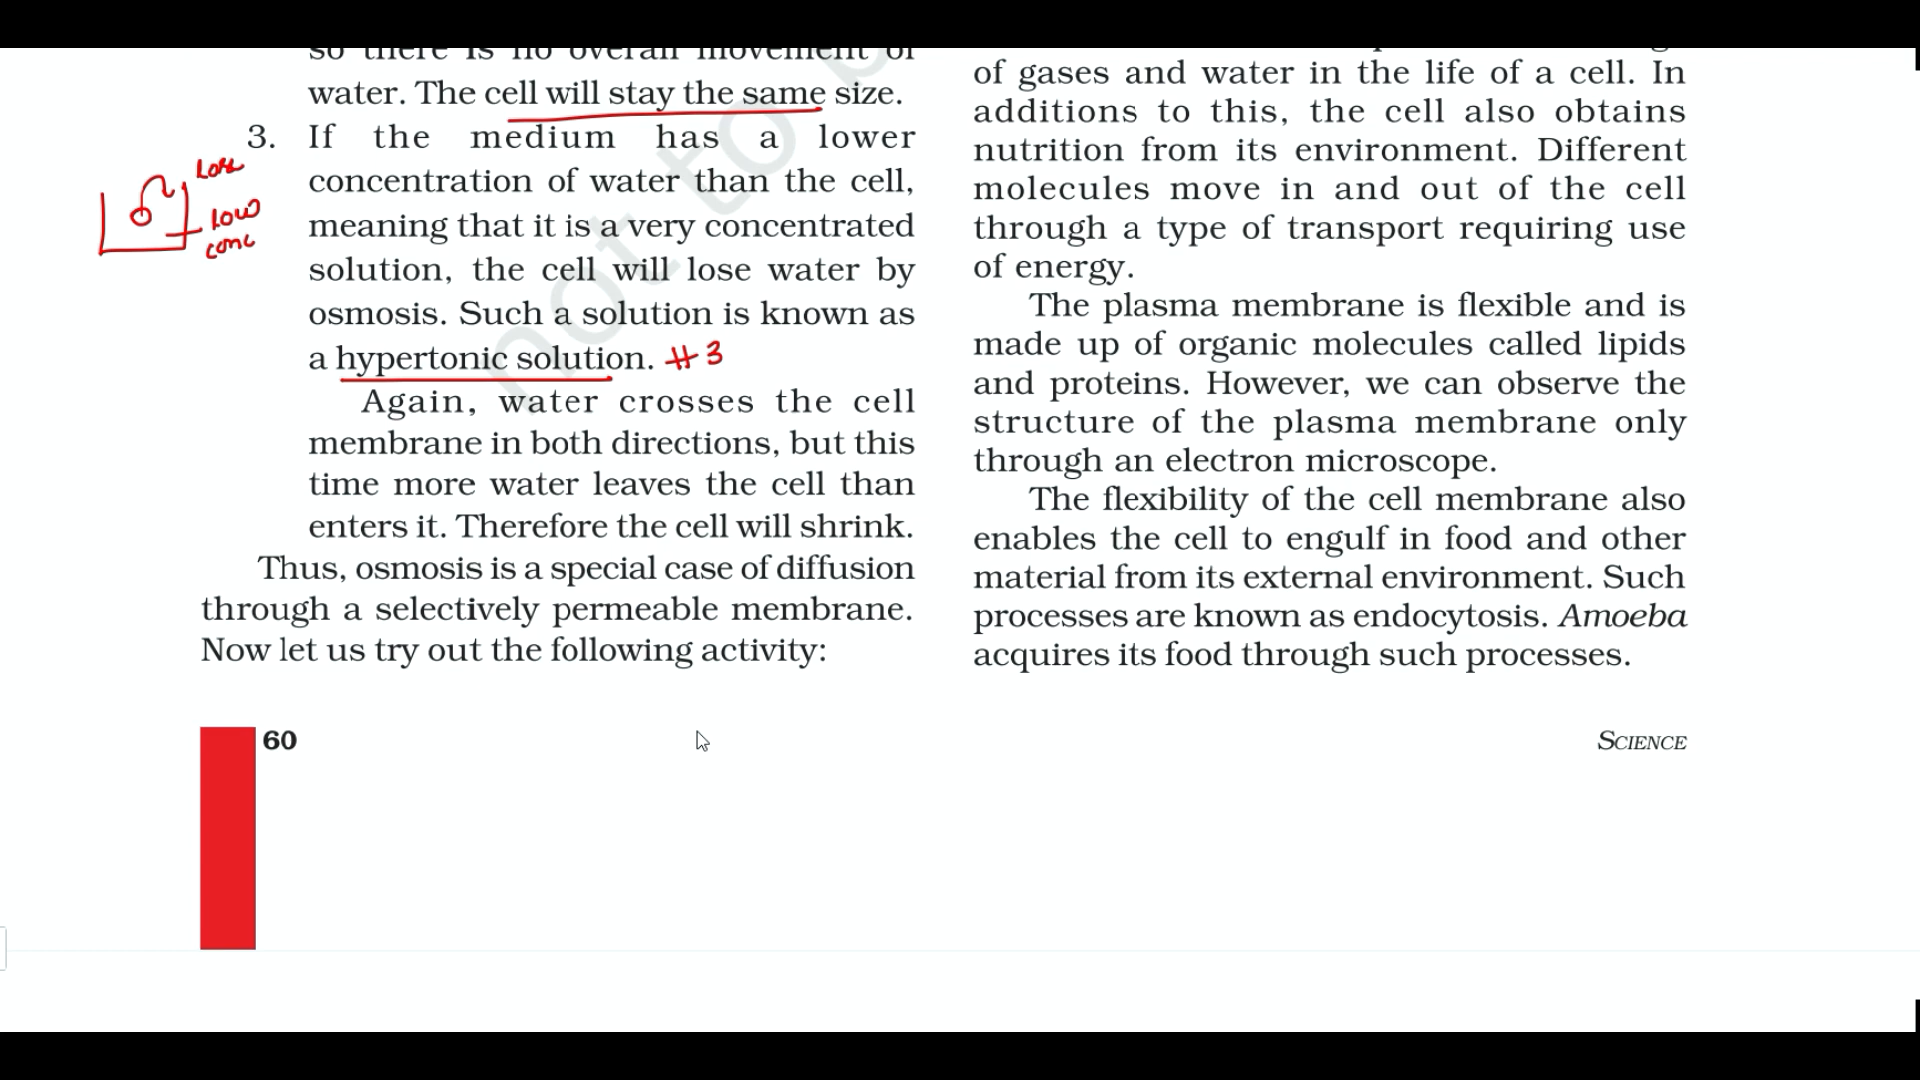 so there is no overall movement of
water. The cell will stay the same size.
3. If the medium has a lower
concentration of water than the cell,
meaning that it is a very concentrated
solution, the cell will lose water by
osmosis. Such a solution is known as
a hypertonic solution. #3
Lose
Low
conc
Again, water crosses the cell
membrane in both directions, but this
time more water leaves the cell than
enters it. Therefore the cell will shrink.
Thus, osmosis is a special case of diffusion
through a selectively permeable membrane.
Now let us try out the following activity:
of gases and water in the life of a cell. In
additions to this, the cell also obtains
nutrition from its environment. Different
molecules move in and out of the cell
through a type of transport requiring use
of energy.
The plasma membrane is flexible and is
made up of organic molecules called lipids
and proteins. However, we can observe the
structure of the plasma membrane only
through an electron microscope.
The flexibility of the cell membrane also
enables the cell to engulf in food and other
material from its external environment. Such
processes are known as endocytosis. Amoeba
acquires its food through such processes.
60
SCIENCE
not to b